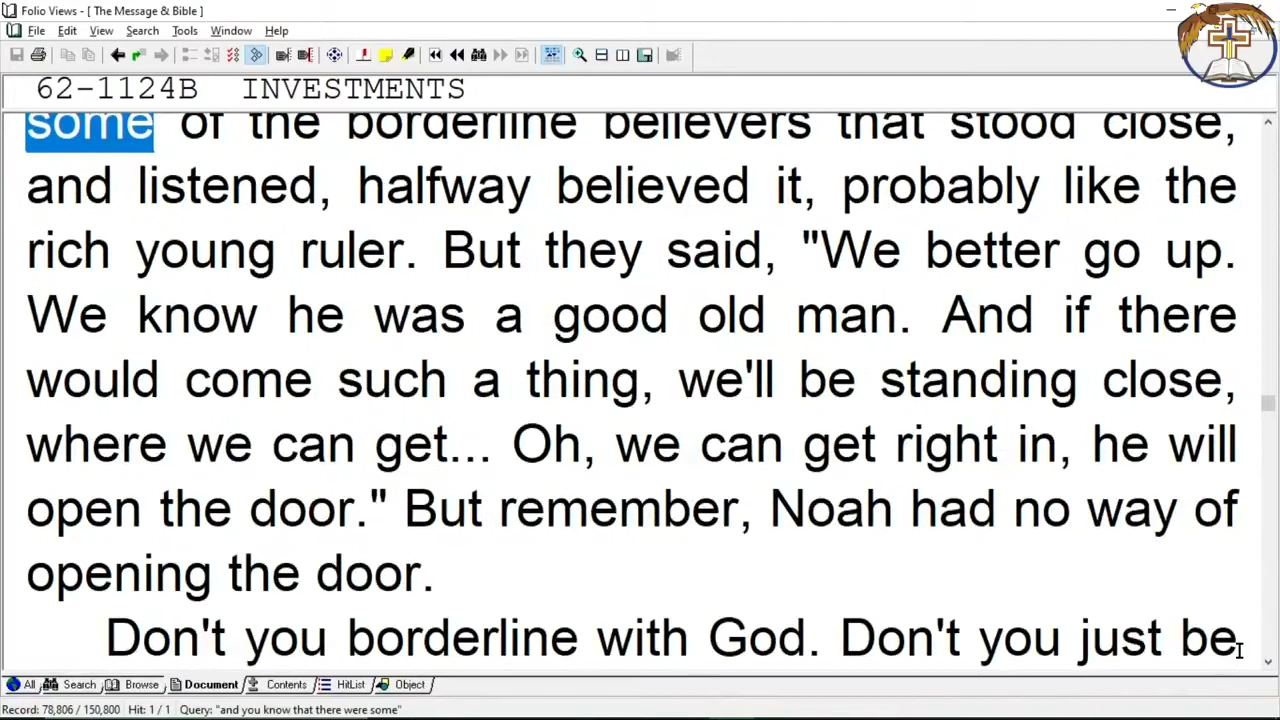 Folio Views - [ The Message & Bible ]
File Edit View Search Tools Window Help
62-1124B INVESTMENTS
some of the borderline believers that stood close,
and listened, halfway believed it, probably like the
rich young ruler. But they said, "We better go up.
We know he was a good old man. And if there
would come such a thing, we'll be standing close,
where we can get... Oh, we can get right in, he will
open the door." But remember, Noah had no way of
opening the door.
Don't you borderline with God. Don't you just be
All Search Browse Document Contents HitList Object
Record: 78,806 / 150,800 Hit: 1 / 1 Query: "and you know that there were some"